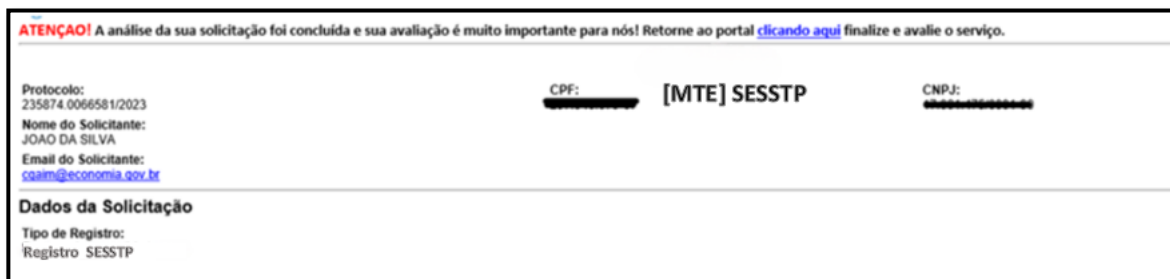 ATENÇAO! A análise da sua solicitação foi concluída e sua avaliação é muito importante para nós! Retorne ao portal clicando aqui finalize e avalie o serviço.
Protocolo:
235874.0066581/2023
CPF:
[MTE] SESSTP
CNPJ:
Nome do Solicitante:
JOAO DA SILVA
Email do Solicitante:
cgaim@economia.gov.br
Dados da Solicitação
Tipo de Registro:
Registro SESSTP